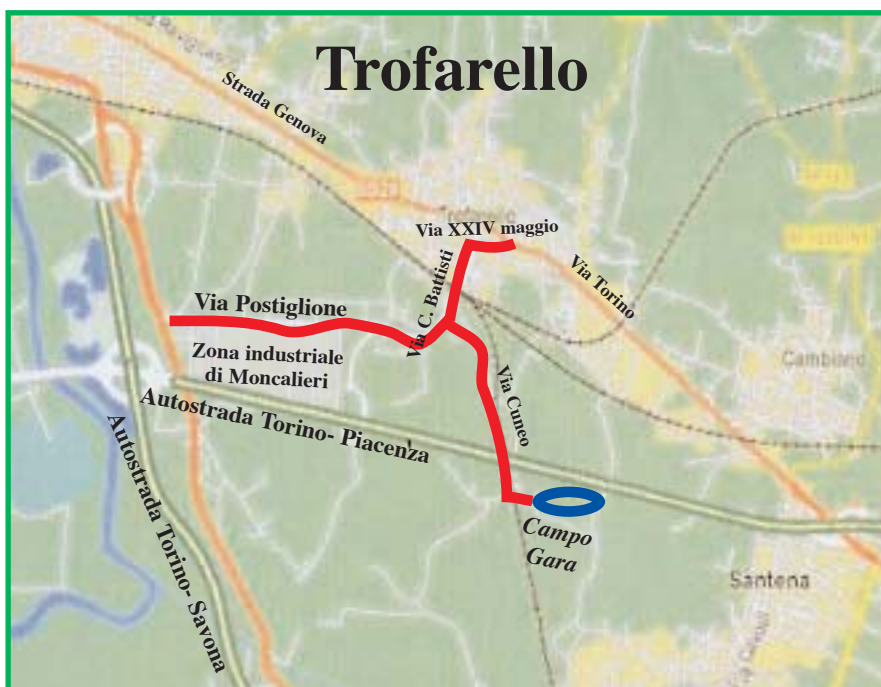 Trofarello
Strada Genova
Trofarello
Via XXIV maggio
Via C. Battisti
Via Torino
Via Postiglione
Zona industriale
di Moncalieri
Cambiano
Autostrada Torino- Piacenza
Via Cuneo
Autostrada Torino- Savona
Campo
Gara
Santena